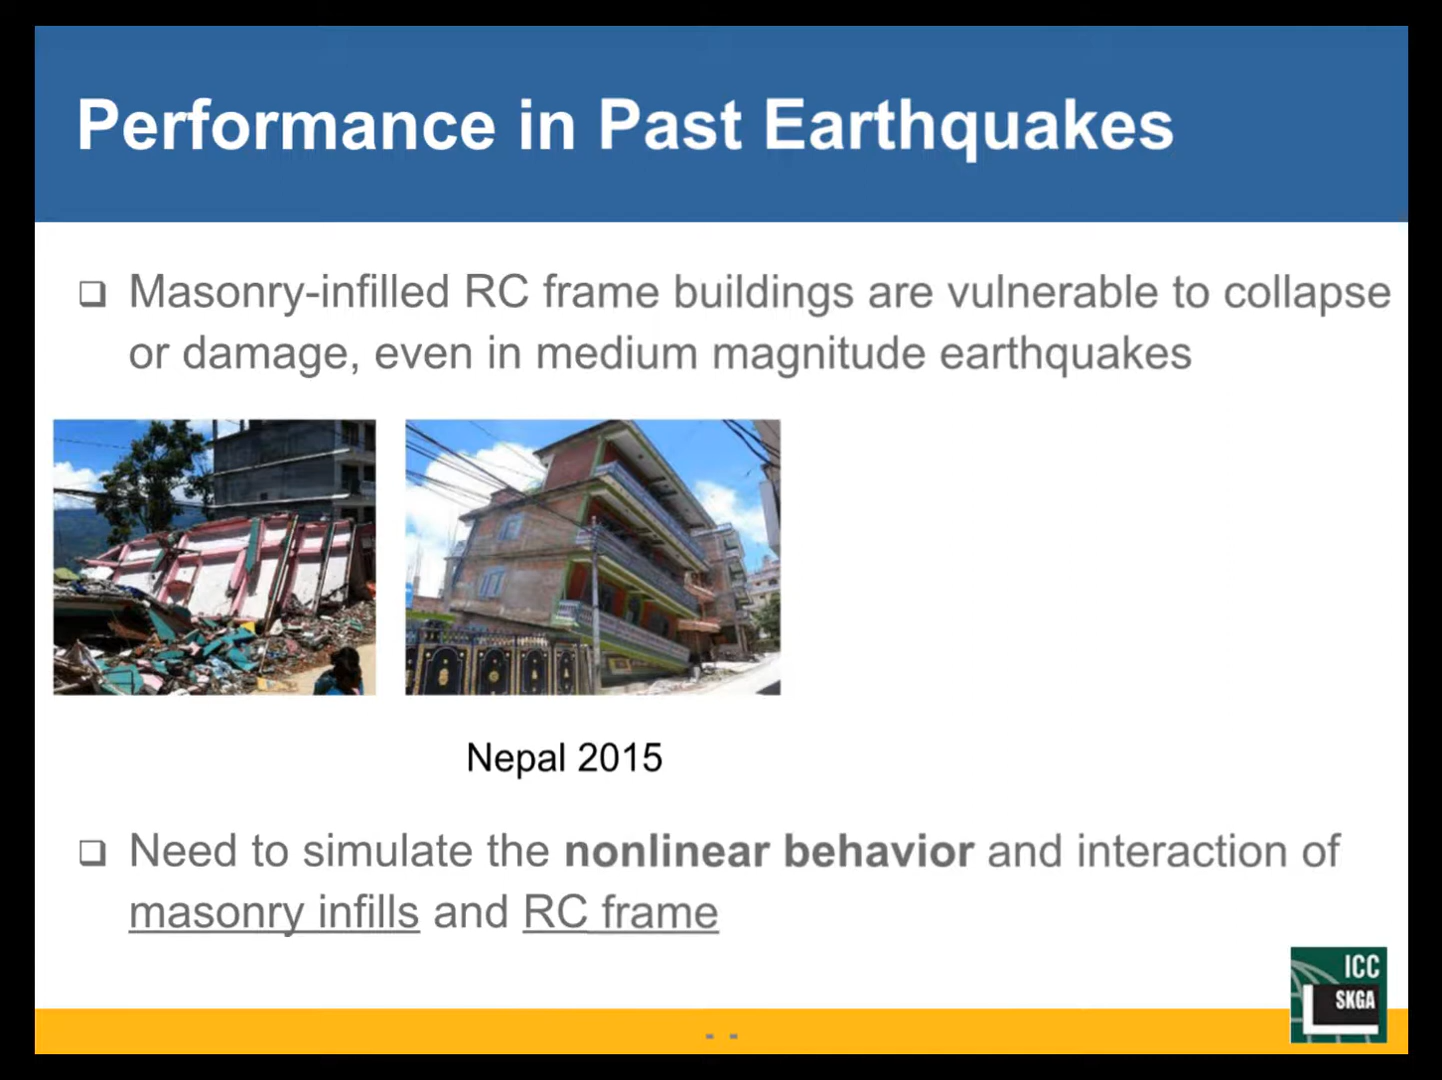 Performance in Past Earthquakes
Masonry-infilled RC frame buildings are vulnerable to collapse
or damage, even in medium magnitude earthquakes
Nepal 2015
Need to simulate the nonlinear behavior and interaction of
masonry infills and RC frame
ICC
SKGA